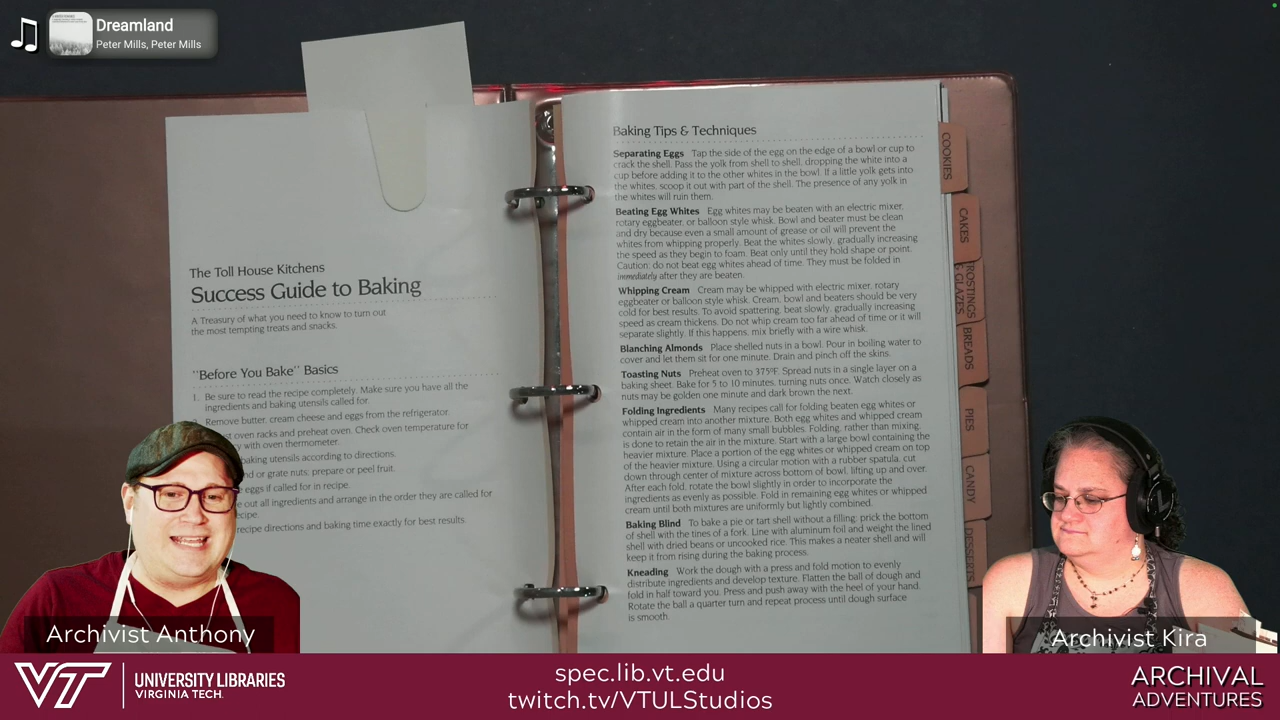 Dreamland
Peter Mills, Peter Mills
The Toll House Kitchens
Success Guide to Baking
A Treasury of what you need to know to turn out
the most tempting treats and snacks.
"Before You Bake" Basics
1. Be sure to read the recipe completely. Make sure you have all the
ingredients and baking utensils called for.
Remove butter, cream cheese and eggs from the refrigerator.
oven racks and preheat oven. Check oven temperature for
with oven thermometer.
baking utensils according to directions.
or grate nuts; prepare or peel fruit.
eggs if called for in recipe.
out all ingredients and arrange in the order they are called for
recipe directions and baking time exactly for best results.
Baking Tips & Techniques
Separating Eggs Tap the side of the egg on the edge of a bowl or cup to
crack the shell. Pass the yolk from shell to shell, dropping the white into a
cup before adding it to the other whites in the bowl. If a little yolk gets into
the whites, scoop it out with part of the shell. The presence of any yolk in
the whites will ruin them.
Beating Egg Whites Egg whites may be beaten with an electric mixer,
rotary eggbeater, or balloon style whisk. Bowl and beater must be clean
and dry because even a small amount of grease or oil will prevent the
whites from whipping properly. Beat the whites slowly, gradually increasing
the speed as they begin to foam. Beat only until they hold shape or point.
Caution: do not beat egg whites ahead of time. They must be folded in
immediately after they are beaten.
Whipping Cream Cream may be whipped with electric mixer, rotary
eggbeater or balloon style whisk. Cream, bowl and beaters should be very
cold for best results. To avoid spattering, beat slowly, gradually increasing
speed as cream thickens. Do not whip cream too far ahead of time or it will
separate slightly. If this happens, mix briefly with a wire whisk.
Blanching Almonds Place shelled nuts in a bowl. Pour in boiling water to
cover and let them sit for one minute. Drain and pinch off the skins.
Toasting Nuts Preheat oven to 375°F. Spread nuts in a single layer on a
baking sheet. Bake for 5 to 10 minutes, turning nuts once. Watch closely as
nuts may be golden one minute and dark brown the next.
Folding Ingredients Many recipes call for folding beaten egg whites or
whipped cream into another mixture. Both egg whites and whipped cream
contain air in the form of many small bubbles. Folding, rather than mixing,
is done to retain the air in the mixture. Start with a large bowl containing the
heavier mixture. Place a portion of the egg whites or whipped cream on top
of the heavier mixture. Using a circular motion with a rubber spatula, cut
down through center of mixture across bottom of bowl, lifting up and over.
After each fold, rotate the bowl slightly in order to incorporate the
ingredients as evenly as possible. Fold in remaining egg whites or whipped
cream until both mixtures are uniformly but lightly combined.
Baking Blind To bake a pie or tart shell without a filling: prick the bottom
of shell with the tines of a fork. Line with aluminum foil and weight the lined
shell with dried beans or uncooked rice. This makes a neater shell and will
keep it from rising during the baking process.
Kneading Work the dough with a press and fold motion to evenly
distribute ingredients and develop texture. Flatten the ball of dough and
fold in half toward you. Press and push away with the heel of your hand.
Rotate the ball a quarter turn and repeat process until dough surface
is smooth.
COOKIES
CAKES
FROSTINGS
& GLAZES
BREADS
PIES
CANDY
DESSERTS
Archivist Anthony
Archivist Kira
VT
UNIVERSITY LIBRARIES
VIRGINIA TECH
spec.lib.vt.edu
twitch.tv/VTULStudios
ARCHIVAL
ADVENTURES